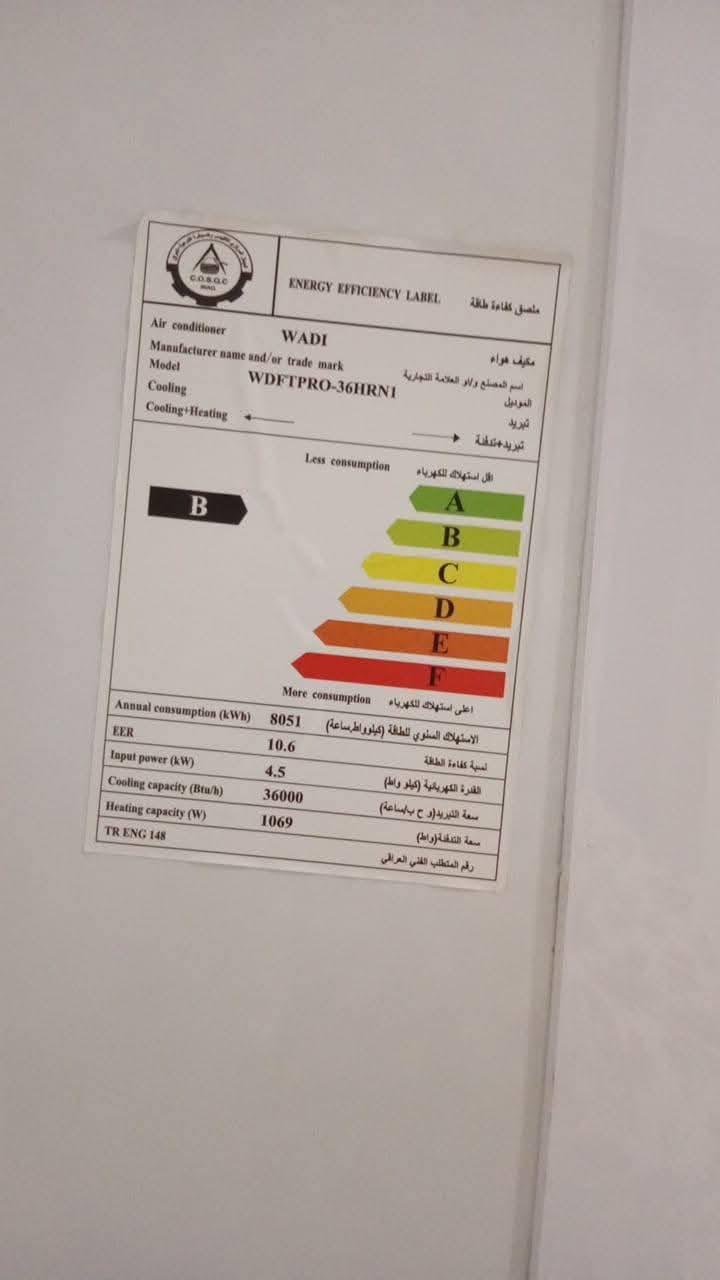 C.O.S.Q.C
IRAQ
ENERGY EFFICIENCY LABEL ملصق كفاءة طاقة
Air conditioner WADI مكيف هواء
Manufacturer name and/or trade mark اسم المصنع و/او العلامة التجارية
Model WDFTPRO-36HRN1 الموديل
Cooling تبريد
Cooling+Heating تبريد+تدفئة
Less consumption اقل استهلاك للكهرباء
B
A
B
C
D
E
F
More consumption اعلى استهلاك للكهرباء
Annual consumption (kWh) 8051 الاستهلاك السنوي للطاقة (كيلوواط.ساعة)
EER 10.6 نسبة كفاءة الطاقة
Input power (kW) 4.5 القدرة الكهربائية (كيلو واط)
Cooling capacity (Btu/h) 36000 سعة التبريد(و ح ب/ساعة)
Heating capacity (W) 1069 سعة التدفئة(واط)
TR ENG 148 رقم المتطلب الفني العراقي